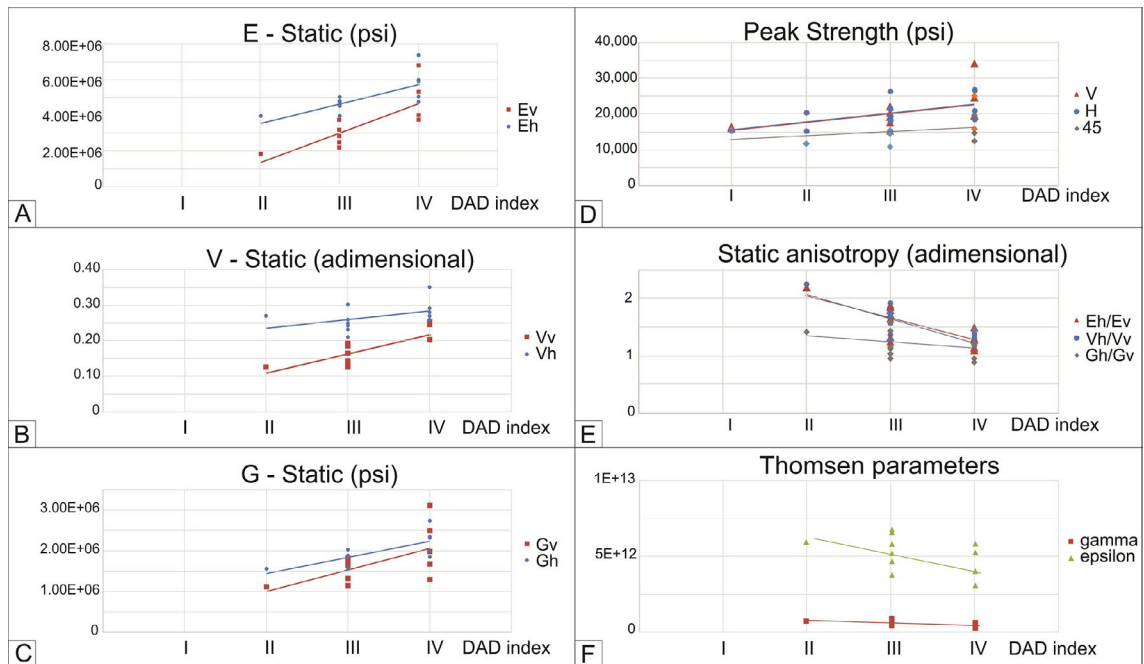 E - Static (psi)
8.00E+06
6.00E+06
4.00E+06
2.00E+06
0
Ev
Eh
I II III IV DAD index
A
V - Static (adimensional)
0.40
0.30
0.20
0.10
0
Vv
Vh
I II III IV DAD index
B
G - Static (psi)
3.00E+06
2.00E+06
1.00E+06
0
Gv
Gh
I II III IV DAD index
C
Peak Strength (psi)
40,000
30,000
20,000
10,000
0
V
H
45
I II III IV DAD index
D
Static anisotropy (adimensional)
2
1
0
Eh/Ev
Vh/Vv
Gh/Gv
I II III IV DAD index
E
Thomsen parameters
1E+13
5E+12
0
gamma
epsilon
I II III IV DAD index
F